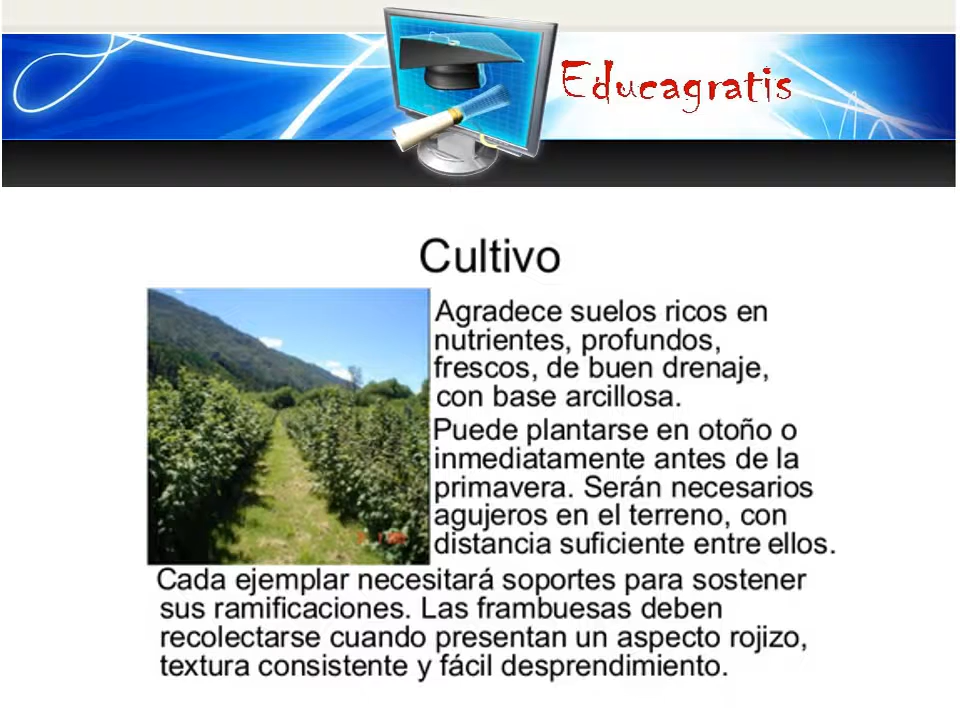 Educagratis
Cultivo
Agradece suelos ricos en
nutrientes, profundos,
frescos, de buen drenaje,
con base arcillosa.
Puede plantarse en otoño o
inmediatamente antes de la
primavera. Serán necesarios
agujeros en el terreno, con
distancia suficiente entre ellos.
Cada ejemplar necesitará soportes para sostener
sus ramificaciones. Las frambuesas deben
recolectarse cuando presentan un aspecto rojizo,
textura consistente y fácil desprendimiento.